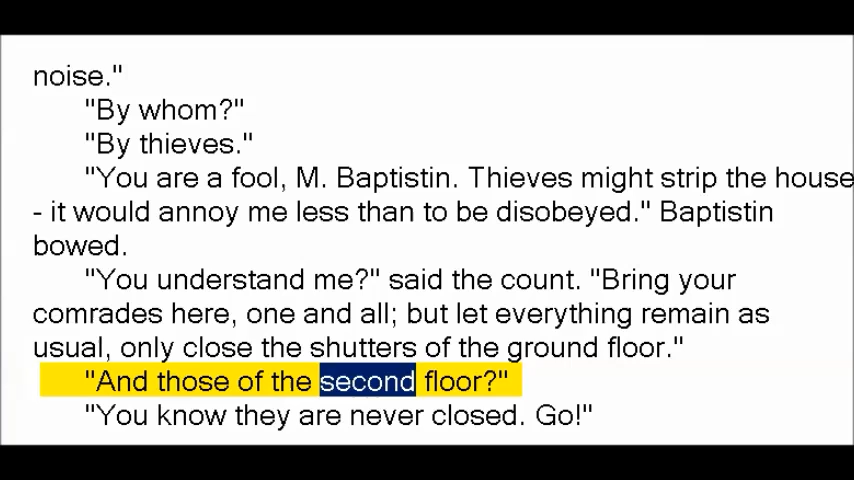 noise."
"By whom?"
"By thieves."
"You are a fool, M. Baptistin. Thieves might strip the house
- it would annoy me less than to be disobeyed." Baptistin
bowed.
"You understand me?" said the count. "Bring your
comrades here, one and all; but let everything remain as
usual, only close the shutters of the ground floor."
"And those of the second floor?"
"You know they are never closed. Go!"